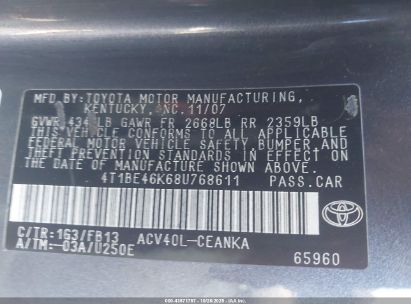 MFD. BY: TOYOTA MOTOR MANUFACTURING,
KENTUCKY, INC. 11/07
GVWR 434 LB GAWR FR 2668LB RR 2359LB
THIS VEHICLE CONFORMS TO ALL APPLICABLE
FEDERAL MOTOR VEHICLE SAFETY, BUMPER, AND
THEFT PREVENTION STANDARDS IN EFFECT ON
THE DATE OF MANUFACTURE SHOWN ABOVE.
4T1BE46K68U768611 PASS.CAR
C/TR:1G3/FB13 ACV40L-CEANKA
A/TM:-03A/U250E
TOYOTA
65960